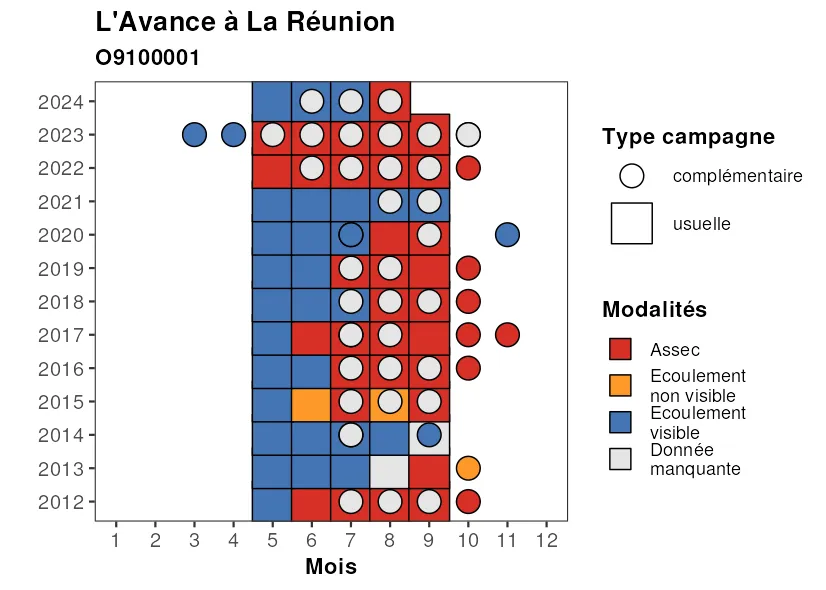 L'Avance à La Réunion
O9100001
2024
2023
2022
2021
2020
2019
2018
2017
2016
2015
2014
2013
2012
1 2 3 4 5 6 7 8 9 10 11 12
Mois
Type campagne
complémentaire
usuelle
Modalités
Assec
Ecoulement
non visible
Ecoulement
visible
Donnée
manquante